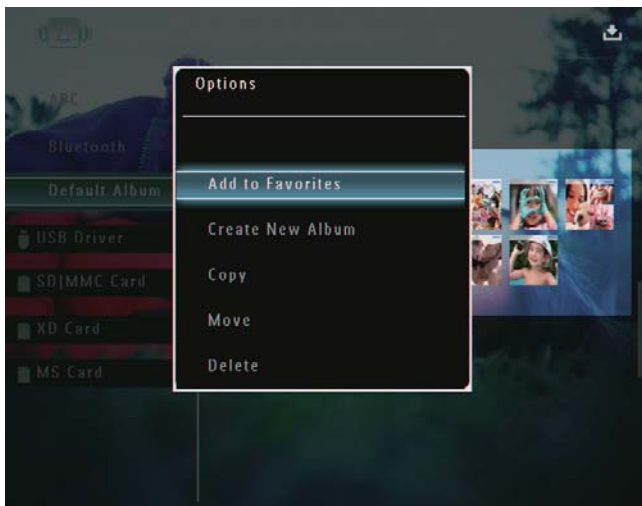 Options
Add to Favorites
Create New Album
Copy
Move
Delete
ABC
Bluetooth
Default Album
USB Driver
SD|MMC Card
XD Card
MS Card